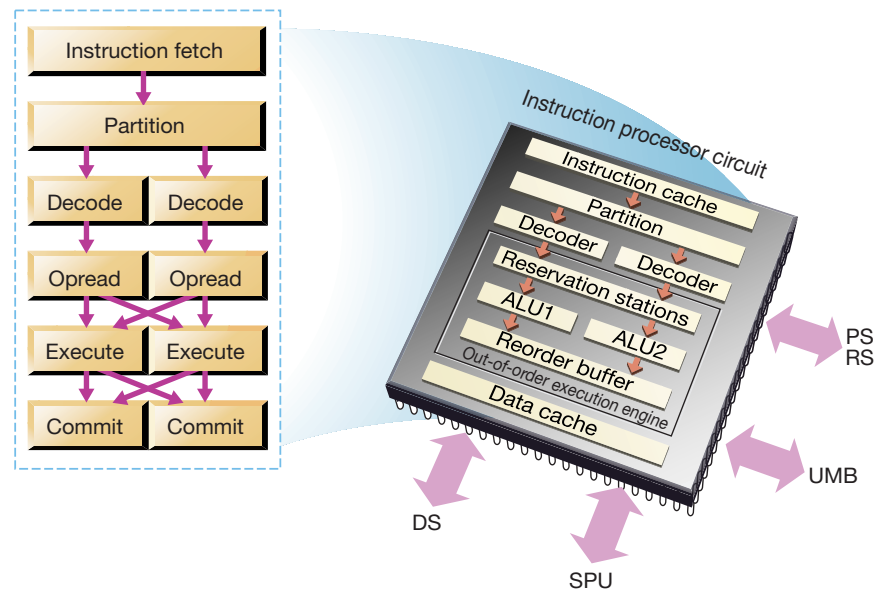 Instruction fetch
Partition
Decode Decode
Opread Opread
Execute Execute
Commit Commit
Instruction processor circuit
Instruction cache
Partition
Decoder
Decoder
Reservation stations
ALU1
ALU2
Reorder buffer
Out-of-order execution engine
Data cache
PS
RS
UMB
DS
SPU